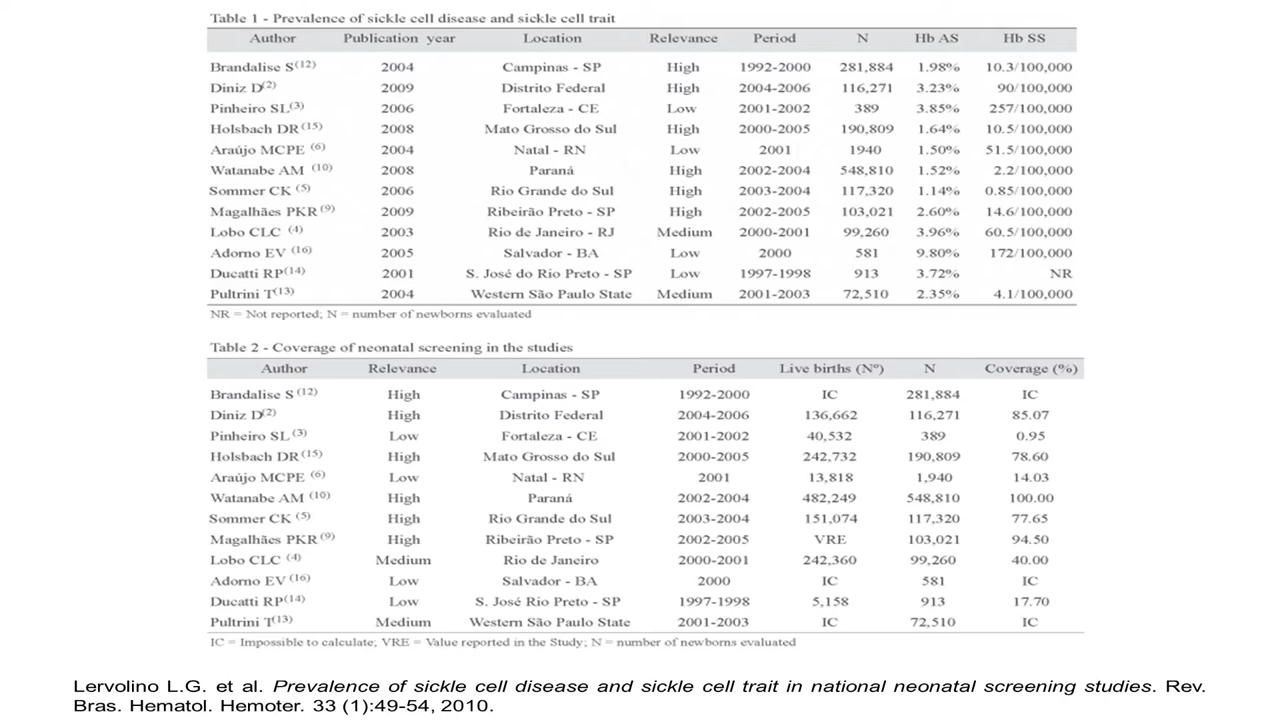 Table 1 - Prevalence of sickle cell disease and sickle cell trait
Author Publication year Location Relevance Period N Hb AS Hb SS
Brandalise S(12) 2004 Campinas - SP High 1992-2000 281,884 1.98% 10.3/100,000
Diniz D(2) 2009 Distrito Federal High 2004-2006 116,271 3.23% 90/100,000
Pinheiro SL(3) 2006 Fortaleza - CE Low 2001-2002 389 3.85% 257/100,000
Holsbach DR(15) 2008 Mato Grosso do Sul High 2000-2005 190,809 1.64% 10.5/100,000
Araújo MCPE (6) 2004 Natal - RN Low 2001 1940 1.50% 51.5/100,000
Watanabe AM (10) 2008 Paraná High 2002-2004 548,810 1.52% 2.2/100,000
Sommer CK (5) 2006 Rio Grande do Sul High 2003-2004 117,320 1.14% 0.85/100,000
Magalhães PKR(9) 2009 Ribeirão Preto - SP High 2002-2005 103,021 2.60% 14.6/100,000
Lobo CLC (4) 2003 Rio de Janeiro - RJ Medium 2000-2001 99,260 3.96% 60.5/100,000
Adorno EV (16) 2005 Salvador - BA Low 2000 581 9.80% 172/100,000
Ducatti RP(14) 2001 S. José do Rio Preto - SP Low 1997-1998 913 3.72% NR
Pultrini T(13) 2004 Western São Paulo State Medium 2001-2003 72,510 2.35% 4.1/100,000
NR = Not reported; N = number of newborns evaluated
Table 2 - Coverage of neonatal screening in the studies
Author Relevance Location Period Live births (Nº) N Coverage (%)
Brandalise S (12) High Campinas - SP 1992-2000 IC 281,884 IC
Diniz D(2) High Distrito Federal 2004-2006 136,662 116,271 85.07
Pinheiro SL (3) Low Fortaleza - CE 2001-2002 40,532 389 0.95
Holsbach DR (15) High Mato Grosso do Sul 2000-2005 242,732 190,809 78.60
Araújo MCPE (6) Low Natal - RN 2001 13,818 1,940 14.03
Watanabe AM (10) High Paraná 2002-2004 482,249 548,810 100.00
Sommer CK (5) High Rio Grande do Sul 2003-2004 151,074 117,320 77.65
Magalhães PKR (9) High Ribeirão Preto - SP 2002-2005 VRE 103,021 94.50
Lobo CLC (4) Medium Rio de Janeiro 2000-2001 242,360 99,260 40.00
Adorno EV (16) Low Salvador - BA 2000 IC 581 IC
Ducatti RP(14) Low S. José Rio Preto - SP 1997-1998 5,158 913 17.70
Pultrini T(13) Medium Western São Paulo State 2001-2003 IC 72,510 IC
IC = Impossible to calculate; VRE = Value reported in the Study; N = number of newborns evaluated
Lervolino L.G. et al. Prevalence of sickle cell disease and sickle cell trait in national neonatal screening studies. Rev.
Bras. Hematol. Hemoter. 33 (1):49-54, 2010.